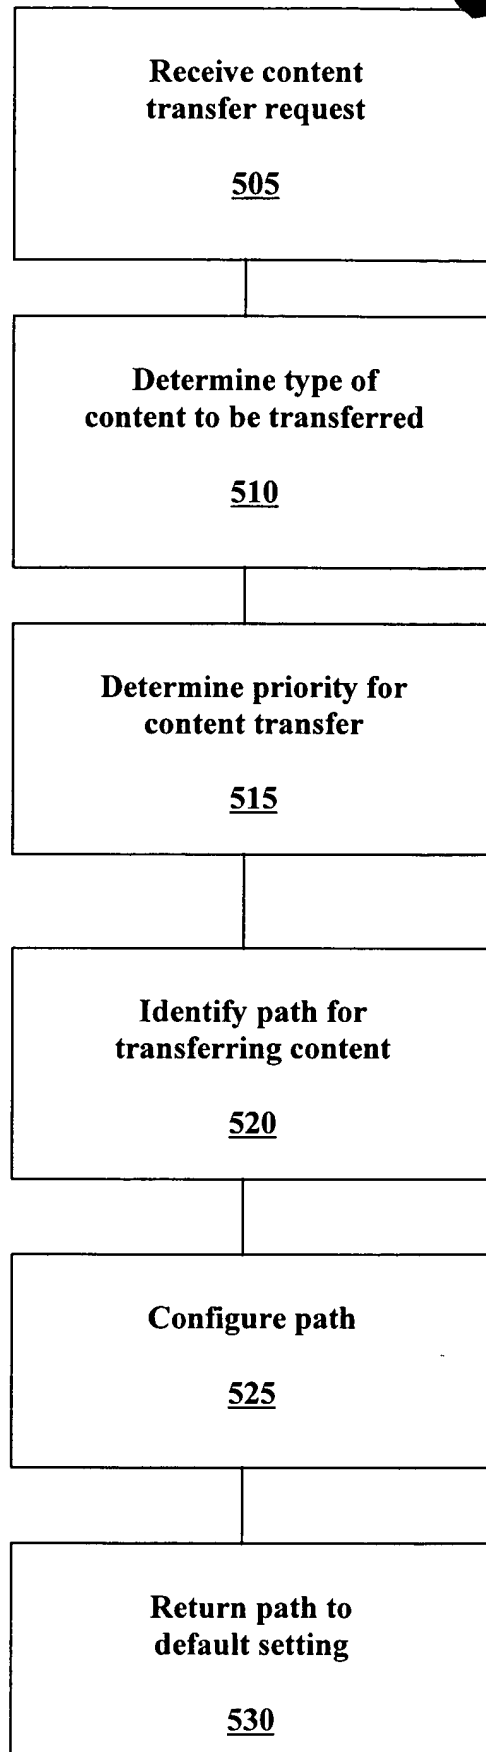 Receive content
transfer request
505
Determine type of
content to be transferred
510
Determine priority for
content transfer
515
Identify path for
transferring content
520
Configure path
525
Return path to
default setting
530